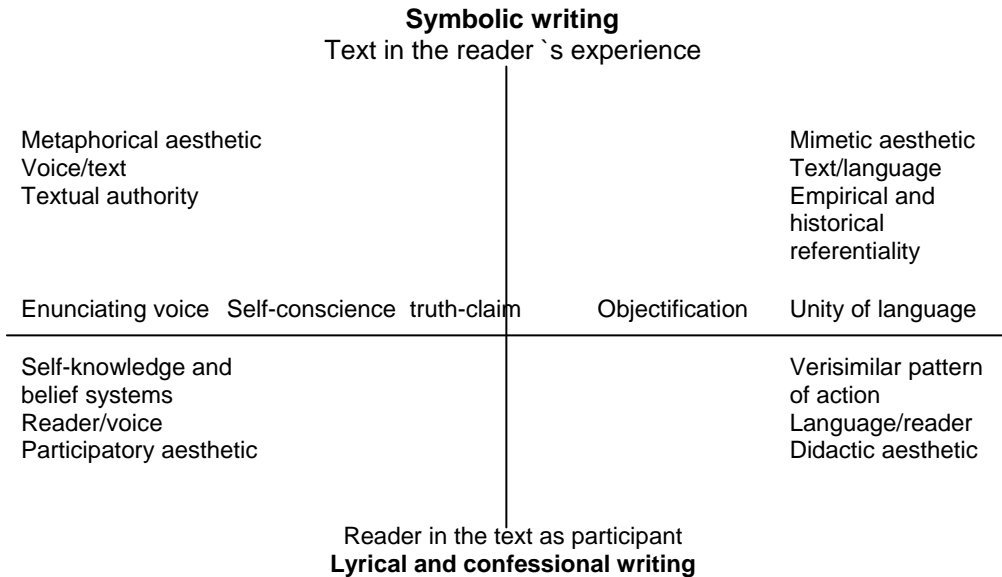 Symbolic writing
Text in the reader `s experience
Metaphorical aesthetic
Voice/text
Textual authority
Mimetic aesthetic
Text/language
Empirical and
historical
referentiality
Enunciating voice Self-conscience truth-claim Objectification Unity of language
Self-knowledge and
belief systems
Reader/voice
Participatory aesthetic
Verisimilar pattern
of action
Language/reader
Didactic aesthetic
Reader in the text as participant
Lyrical and confessional writing